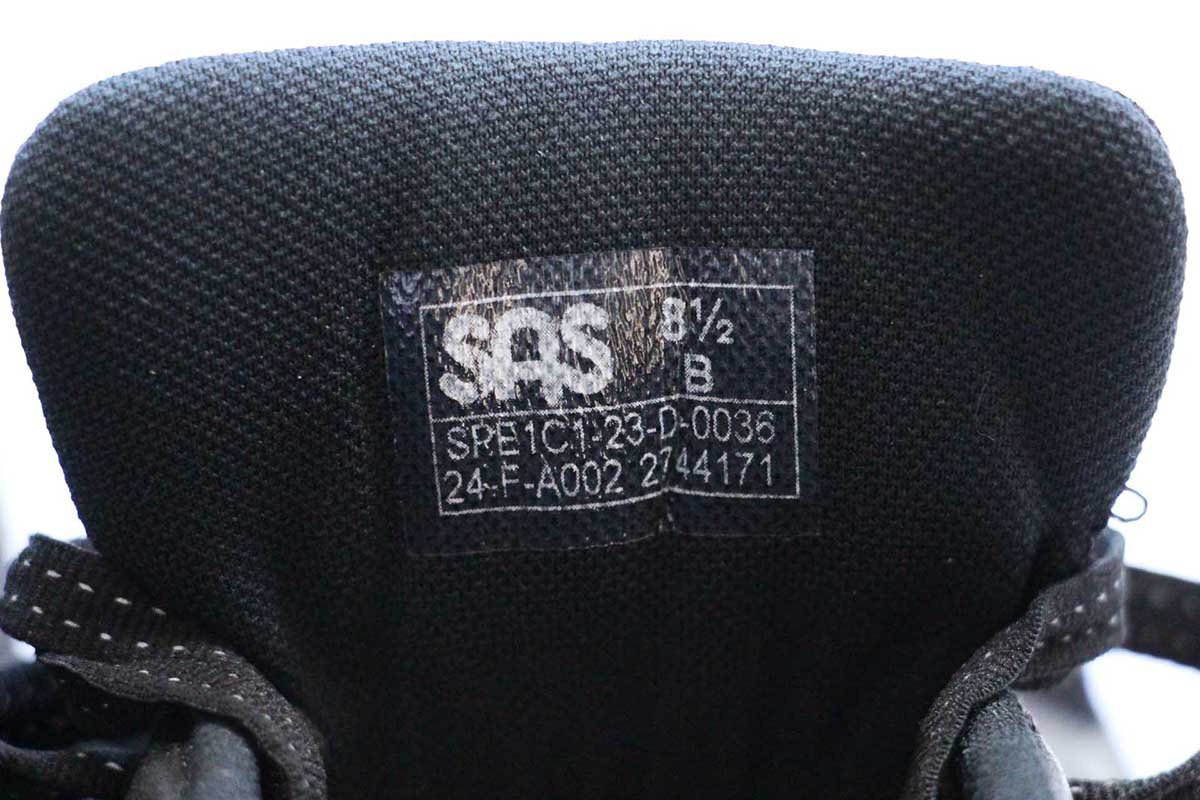 SAS 8½
B
SPE1C1-23-D-0036
24-F-A002 2744171